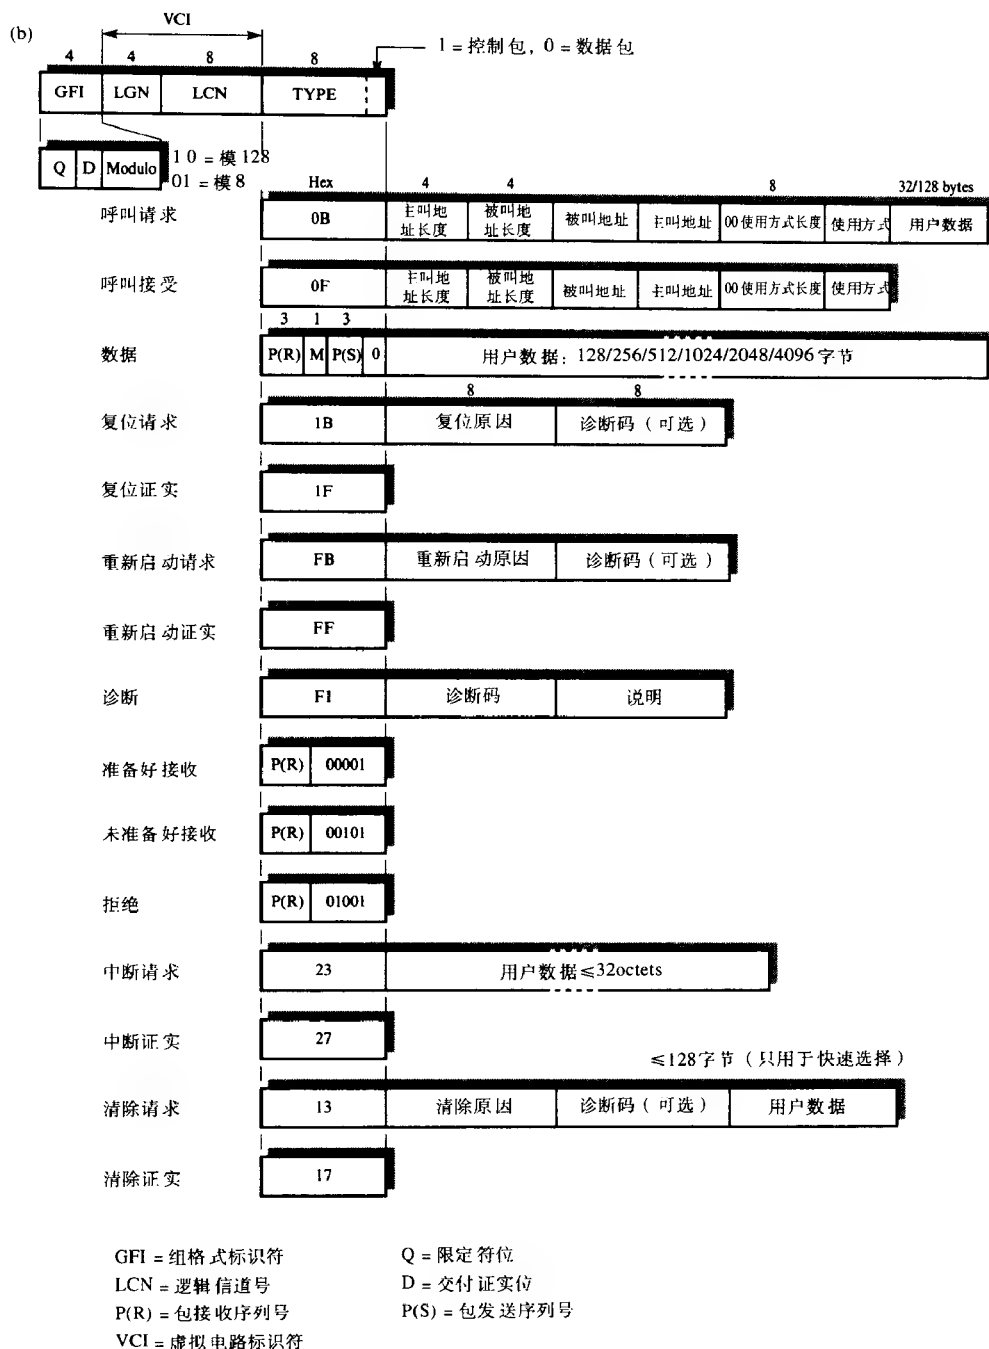 (b)
VCI
1 = 控制包, 0 = 数据包
4 4 8 8
GFI LGN LCN TYPE
Q D Modulo
1 0 = 模 128
01 = 模 8
Hex 4 4 8 32/128 bytes
呼叫请求 0B 主叫地址长度 被叫地址长度 被叫地址 主叫地址 00 使用方式长度 使用方式 用户数据
呼叫接受 0F 主叫地址长度 被叫地址长度 被叫地址 主叫地址 00 使用方式长度 使用方式
3 1 3
数据 P(R) M P(S) 0 用户数据: 128/256/512/1024/2048/4096 字节
8 8
复位请求 1B 复位原因 诊断码(可选)
复位证实 1F
重新启动请求 FB 重新启动原因 诊断码(可选)
重新启动证实 FF
诊断 F1 诊断码 说明
准备好接收 P(R) 00001
未准备好接收 P(R) 00101
拒绝 P(R) 01001
中断请求 23 用户数据≤32octets
中断证实 27
≤128字节(只用于快速选择)
清除请求 13 清除原因 诊断码(可选) 用户数据
清除证实 17
GFI = 组格式标识符 Q = 限定符位
LCN = 逻辑信道号 D = 交付证实位
P(R) = 包接收序列号 P(S) = 包发送序列号
VCI = 虚拟电路标识符